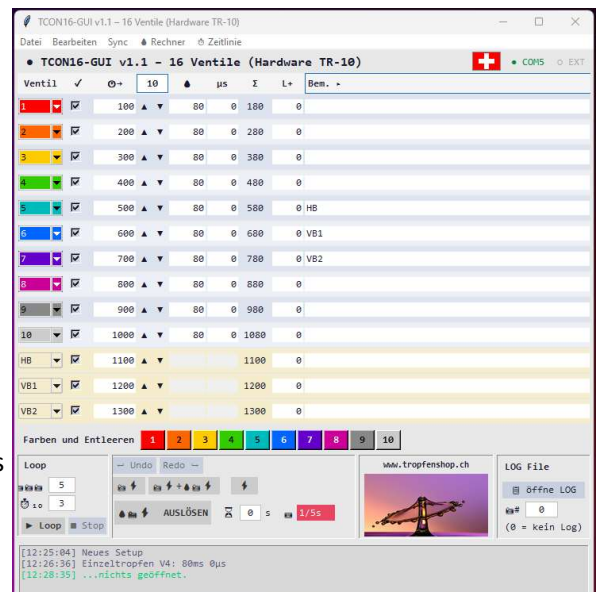 TCON16-GUI v1.1 – 16 Ventile (Hardware TR-10)
Datei Bearbeiten Sync Rechner Zeitlinie
● TCON16-GUI v1.1 – 16 Ventile (Hardware TR-10) ● COM5 ○ EXT
Ventil ✓ → 10 µs Σ L+ Bem. ▸
1 100 ▲ ▼ 80 0 180 0
2 200 ▲ ▼ 80 0 280 0
3 300 ▲ ▼ 80 0 380 0
4 400 ▲ ▼ 80 0 480 0
5 500 ▲ ▼ 80 0 580 0 HB
6 600 ▲ ▼ 80 0 680 0 VB1
7 700 ▲ ▼ 80 0 780 0 VB2
8 800 ▲ ▼ 80 0 880 0
9 900 ▲ ▼ 80 0 980 0
10 1000 ▲ ▼ 80 0 1080 0
HB 1100 ▲ ▼ 1100 0
VB1 1200 ▲ ▼ 1200 0
VB2 1300 ▲ ▼ 1300 0
Farben und Entleeren 1 2 3 4 5 6 7 8 9 10
s
Loop
5
10 3
► Loop ■ Stop
Undo Redo
+
AUSLÖSEN 0 s 1/5s
www.tropfenshop.ch
LOG File
öffne LOG
# 0
(0 = kein Log)
[12:25:04] Neues Setup
[12:26:36] Einzeltropfen V4: 80ms 0µs
[12:28:35] ...nichts geöffnet.